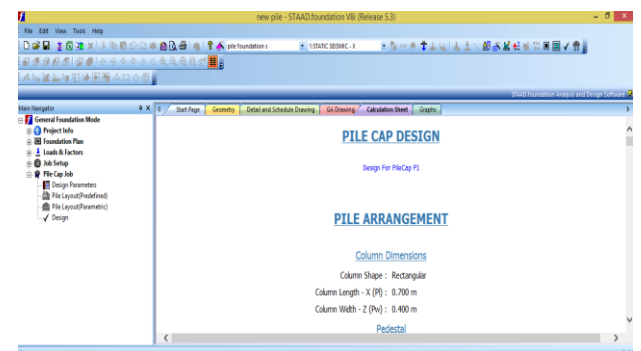 new pile - STAAD.foundation V8i (Release 5.3)
File Edit View Tools Help
pile foundation s
1:STATIC SEISMIC - X
STAAD.foundation Analysis and Design Software
Main Navigator
Start Page
Geometry
Detail and Schedule Drawing
GA Drawing
Calculation Sheet
Graphs
General Foundation Mode
Project Info
Foundation Plan
Loads & Factors
Job Setup
Pile Cap Job
Design Parameters
Pile Layout(Predefined)
Pile Layout(Parametric)
Design
PILE CAP DESIGN
Design For PileCap P1
PILE ARRANGEMENT
Column Dimensions
Column Shape : Rectangular
Column Length - X (Pl) : 0.700 m
Column Width - Z (Pw) : 0.400 m
Pedestal